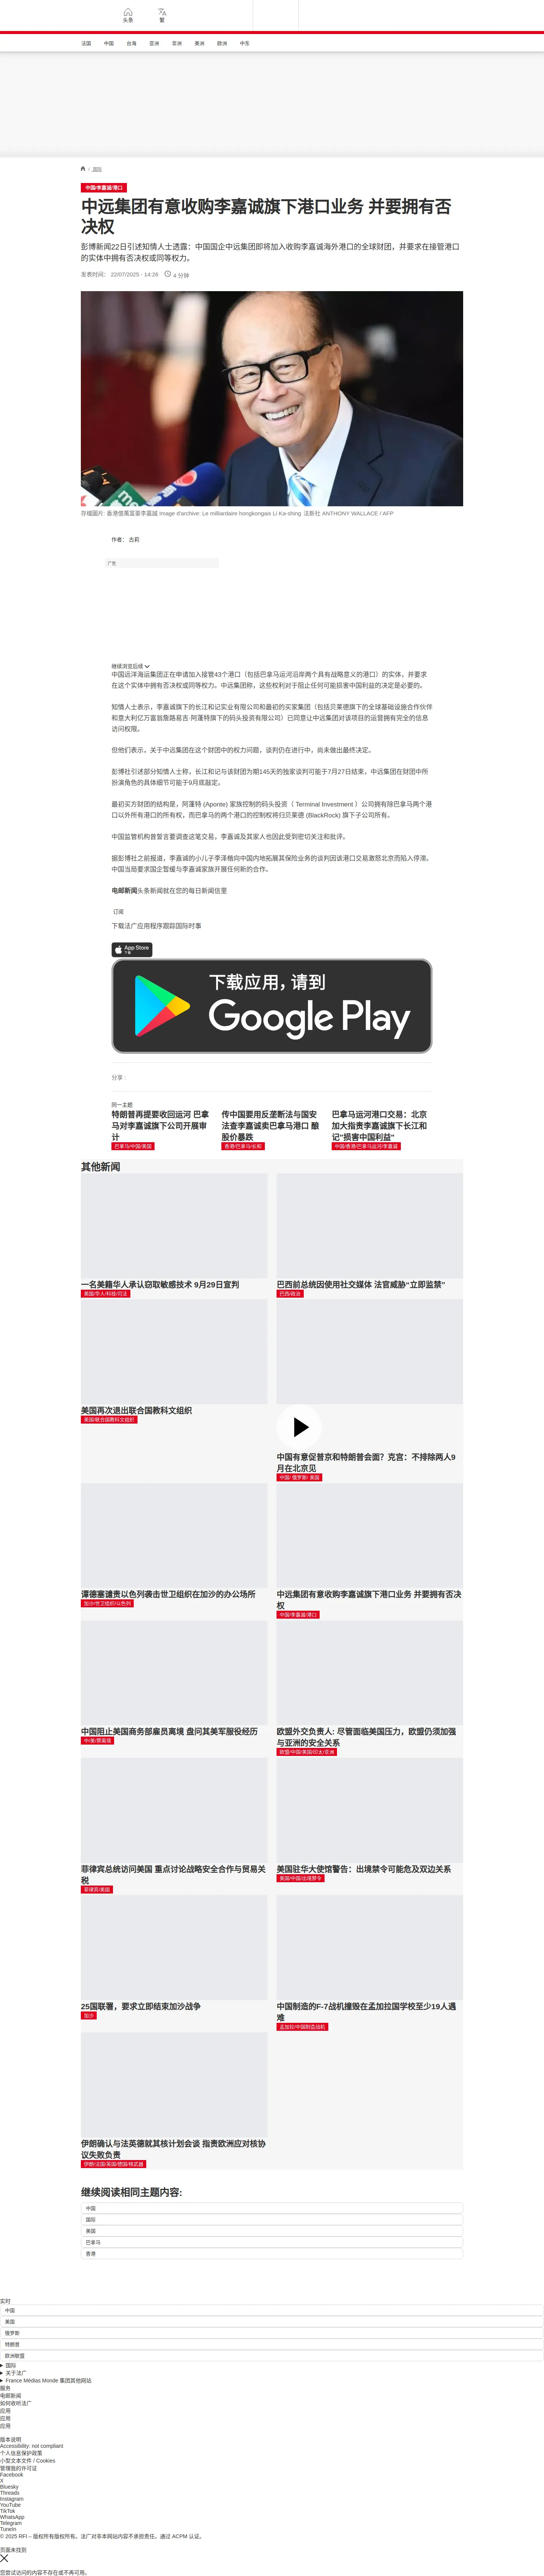 头条
繁
法国 中国 台海 亚洲 非洲 美洲 欧洲 中东
/ 国际
中国/李嘉诚/港口
中远集团有意收购李嘉诚旗下港口业务 并要拥有否
决权
彭博新闻22日引述知情人士透露：中国国企中远集团即将加入收购李嘉诚海外港口的全球财团，并要求在接管港口
的实体中拥有否决权或同等权力。
发表时间： 22/07/2025 - 14:26 4 分钟
存檔圖片: 香港億萬富豪李嘉誠 Image d'archive: Le milliardaire hongkongais Li Ka-shing 法新社 ANTHONY WALLACE / AFP
作者： 古莉
广告
继续浏览后续
中国远洋海运集团正在申请加入接管43个港口（包括巴拿马运河沿岸两个具有战略意义的港口）的实体，并要求
在这个实体中拥有否决权或同等权力。中远集团称，这些权利对于阻止任何可能损害中国利益的决定是必要的。
知情人士表示，李嘉诚旗下的长江和记实业有限公司和最初的买家集团（包括贝莱德旗下的全球基础设施合作伙伴
和意大利亿万富翁詹路易吉·阿蓬特旗下的码头投资有限公司）已同意让中远集团对该项目的运营拥有完全的信息
访问权限。
但他们表示，关于中远集团在这个财团中的权力问题，谈判仍在进行中，尚未做出最终决定。
彭博社引述部分知情人士称，长江和记与该财团为期145天的独家谈判可能于7月27日结束，中远集团在财团中所
扮演角色的具体细节可能于9月底敲定。
最初买方财团的结构是，阿蓬特 (Aponte) 家族控制的码头投资（ Terminal Investment ）公司拥有除巴拿马两个港
口以外所有港口的所有权，而巴拿马的两个港口的控制权将归贝莱德 (BlackRock) 旗下子公司所有。
中国监管机构曾誓言要调查这笔交易，李嘉诚及其家人也因此受到密切关注和批评。
据彭博社之前报道，李嘉诚的小儿子李泽楷向中国内地拓展其保险业务的谈判因该港口交易激怒北京而陷入停滞。
中国当局要求国企暂缓与李嘉诚家族开展任何新的合作。
电邮新闻头条新闻就在您的每日新闻信里
订阅
下载法广应用程序跟踪国际时事
App Store
下载
下载应用，请到
Google Play
分享 :
同一主题
特朗普再提要收回运河 巴拿
马对李嘉诚旗下公司开展审
计
巴拿马/中国/美国
传中国要用反垄断法与国安
法查李嘉诚卖巴拿马港口 酿
股价暴跌
香港/巴拿马/长和
巴拿马运河港口交易：北京
加大指责李嘉诚旗下长江和
记"损害中国利益"
中国/香港/巴拿马运河/李嘉诚
其他新闻
一名美籍华人承认窃取敏感技术 9月29日宣判
美国/华人/科技/司法
巴西前总统因使用社交媒体 法官威胁“立即监禁”
巴西/政治
美国再次退出联合国教科文组织
美国/联合国教科文组织
中国有意促普京和特朗普会面？克宫：不排除两人9
月在北京见
中国/ 俄罗斯/ 美国
谭德塞谴责以色列袭击世卫组织在加沙的办公场所
加沙/世卫组织/以色列
中远集团有意收购李嘉诚旗下港口业务 并要拥有否决
权
中国/李嘉诚/港口
中国阻止美国商务部雇员离境 盘问其美军服役经历
中/美/禁离境
欧盟外交负责人: 尽管面临美国压力，欧盟仍须加强
与亚洲的安全关系
欧盟/中国/美国/印太/亚洲
菲律宾总统访问美国 重点讨论战略安全合作与贸易关
税
菲律宾/美国
美国驻华大使馆警告：出境禁令可能危及双边关系
美国/中国/出境禁令
25国联署，要求立即结束加沙战争
加沙
中国制造的F-7战机撞毁在孟加拉国学校至少19人遇
难
孟加拉/中国制造战机
伊朗确认与法英德就其核计划会谈 指责欧洲应对核协
议失败负责
伊朗/法国/英国/德国/核武器
继续阅读相同主题内容:
中国
国际
美国
巴拿马
香港
实时
中国
美国
俄罗斯
特朗普
欧洲联盟
国际
关于法广
France Médias Monde 集团其他网站
服务
电邮新闻
如何收听法广
应用
应用
应用
版本说明
Accessibility: not compliant
个人信息保护政策
小型文本文件 / Cookies
管理我的许可证
Facebook
X
Bluesky
Threads
Instagram
YouTube
TikTok
WhatsApp
Telegram
TuneIn
© 2025 RFI – 版权所有版权所有。法广对非本网站内容不承担责任。通过 ACPM 认证。
页面未找到
您尝试访问的内容不存在或不再可用。